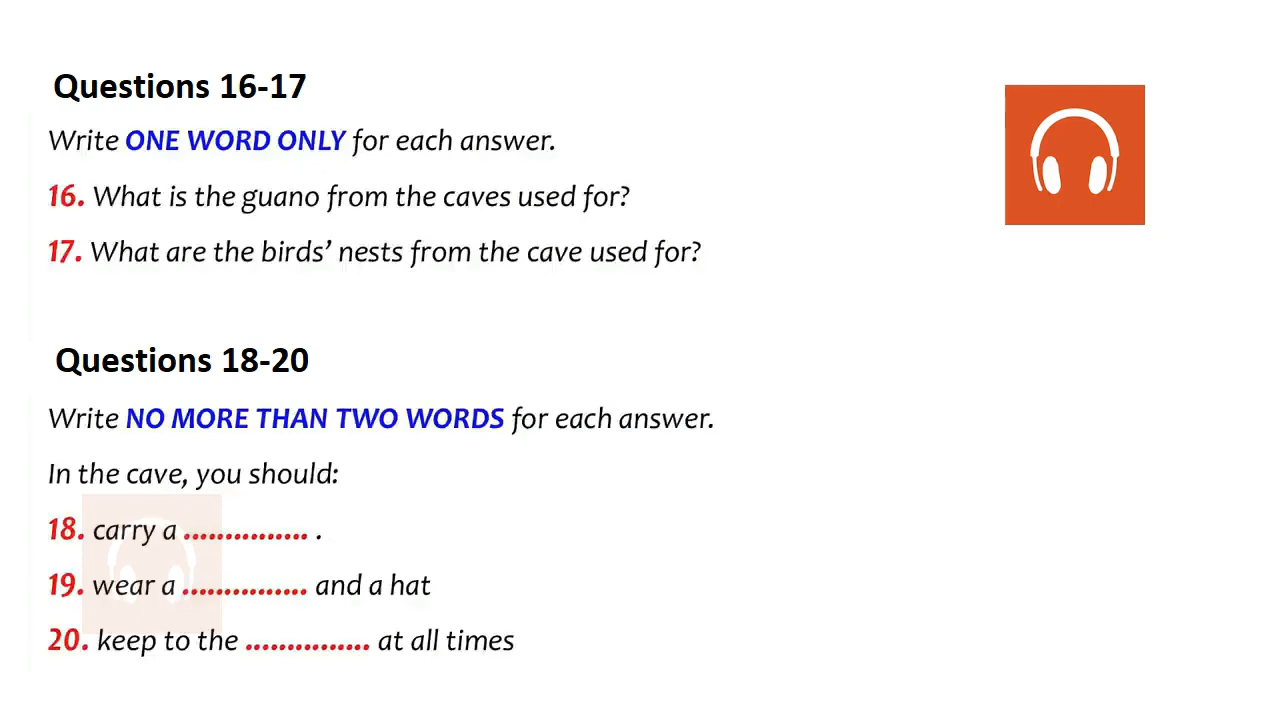 Questions 16-17
Write ONE WORD ONLY for each answer.
16. What is the guano from the caves used for?
17. What are the birds’ nests from the cave used for?
Questions 18-20
Write NO MORE THAN TWO WORDS for each answer.
In the cave, you should:
18. carry a ............... .
19. wear a ............... and a hat
20. keep to the ............... at all times